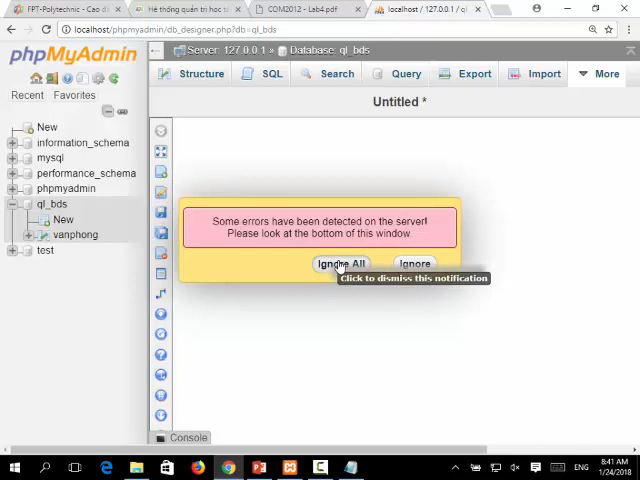 FPT-Polytechnic - Cao đ
Hệ thống quản trị học t
COM2012 - Lab4.pdf
localhost / 127.0.0.1 / q
localhost/phpmyadmin/db_designer.php?db=ql_bds
phpMyAdmin
Recent
Favorites
New
information_schema
mysql
performance_schema
phpmyadmin
ql_bds
New
vanphong
test
Server: 127.0.0.1 » Database: ql_bds
Structure
SQL
Search
Query
Export
Import
More
Untitled *
Some errors have been detected on the server!
Please look at the bottom of this window.
Ignore All
Ignore
Click to dismiss this notification
Console
ENG
8:41 AM
1/24/2018